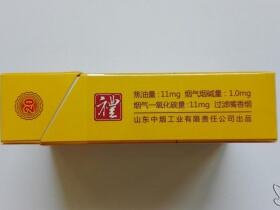 20
禮
焦油量：11mg 烟气烟碱量：1.0mg
烟气一氧化碳量：11mg 过滤嘴香烟
山东中烟工业有限责任公司出品